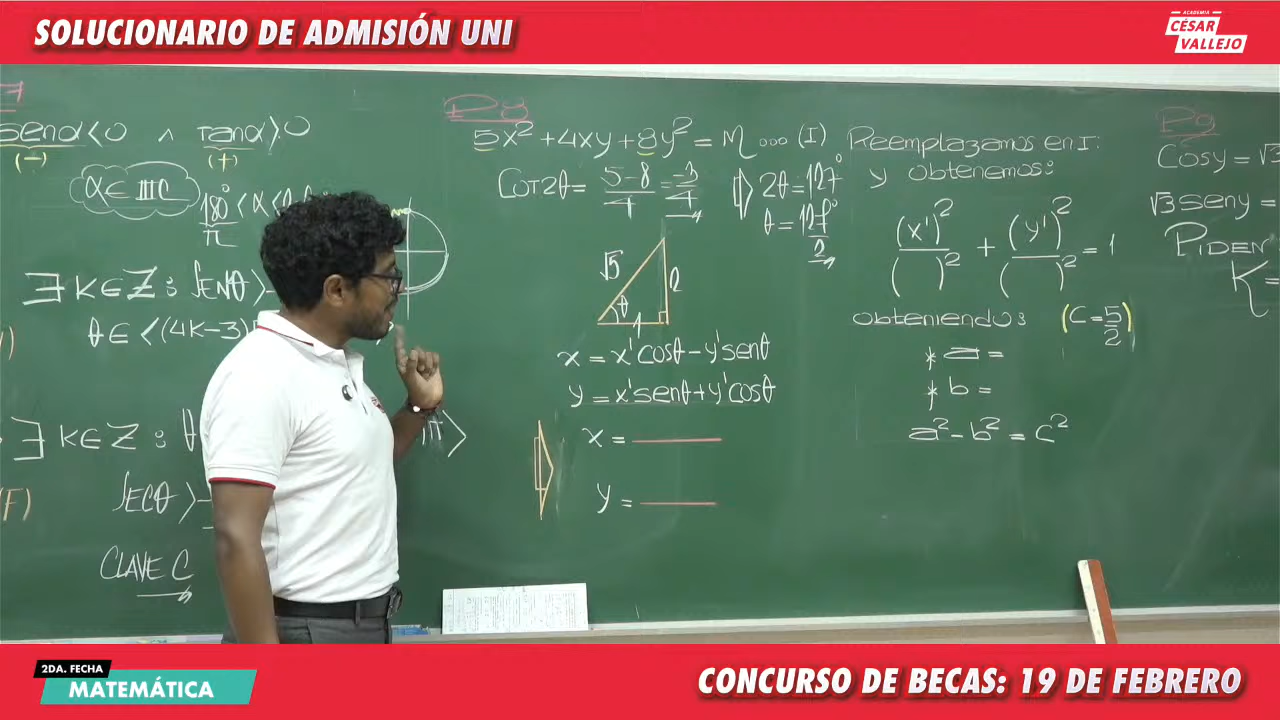 SOLUCIONARIO DE ADMISIÓN UNI
ACADEMIA
CÉSAR
VALLEJO
senα<0 ∧ tanα>0
(-) (+)
α∈ IIIC
180°
π
< α <
∃ K∈Z : SENθ>-
θ∈ <(4K-3)
∃ K∈Z : θ
SECθ>-
(F)
CLAVE C
P8
5x²+4xy+8y²=M ... (I)
COT2θ= 5-8/4 = -3/4
2θ=127°
θ=127°/2
√5
2
θ
1
x = x'cosθ-y'senθ
y = x'senθ+y'cosθ
x =
y =
Reemplazamos en I:
y obtenemos:
(x')²/( )² + (y')²/( )² = 1
obteniendo: (C=5/2)
* a =
* b =
a²-b²=c²
P9
Cosy=√3
√3 seny=
PIDEN
K=
2DA. FECHA
MATEMÁTICA
CONCURSO DE BECAS: 19 DE FEBRERO